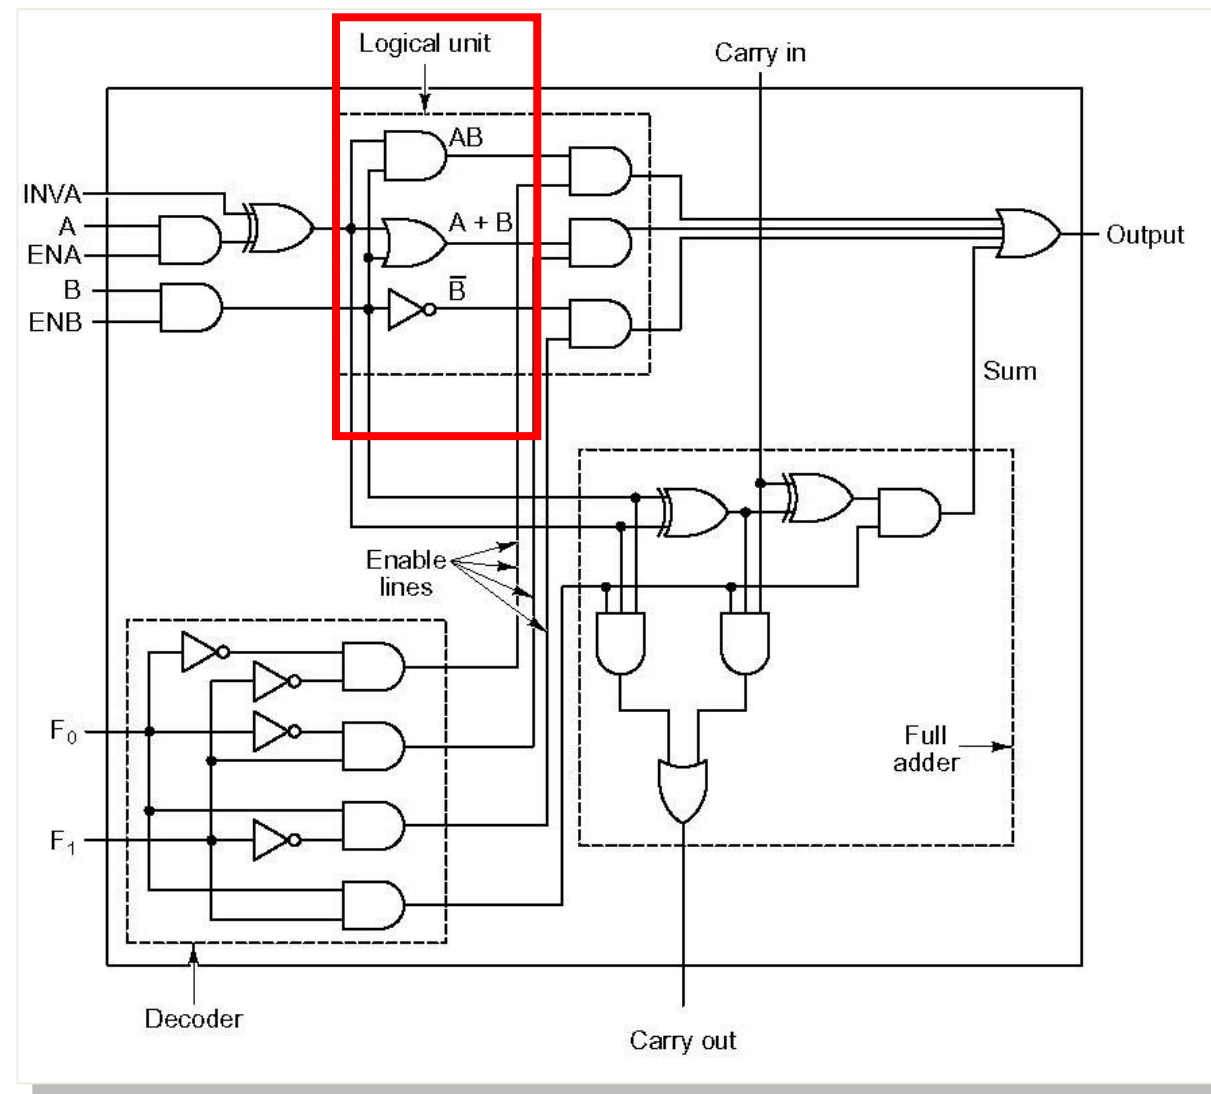 Logical unit
Carry in
AB
INVA
A
A + B
ENA
Output
B
B̅
ENB
Sum
Enable
lines
F₀
Full
adder
F₁
Decoder
Carry out